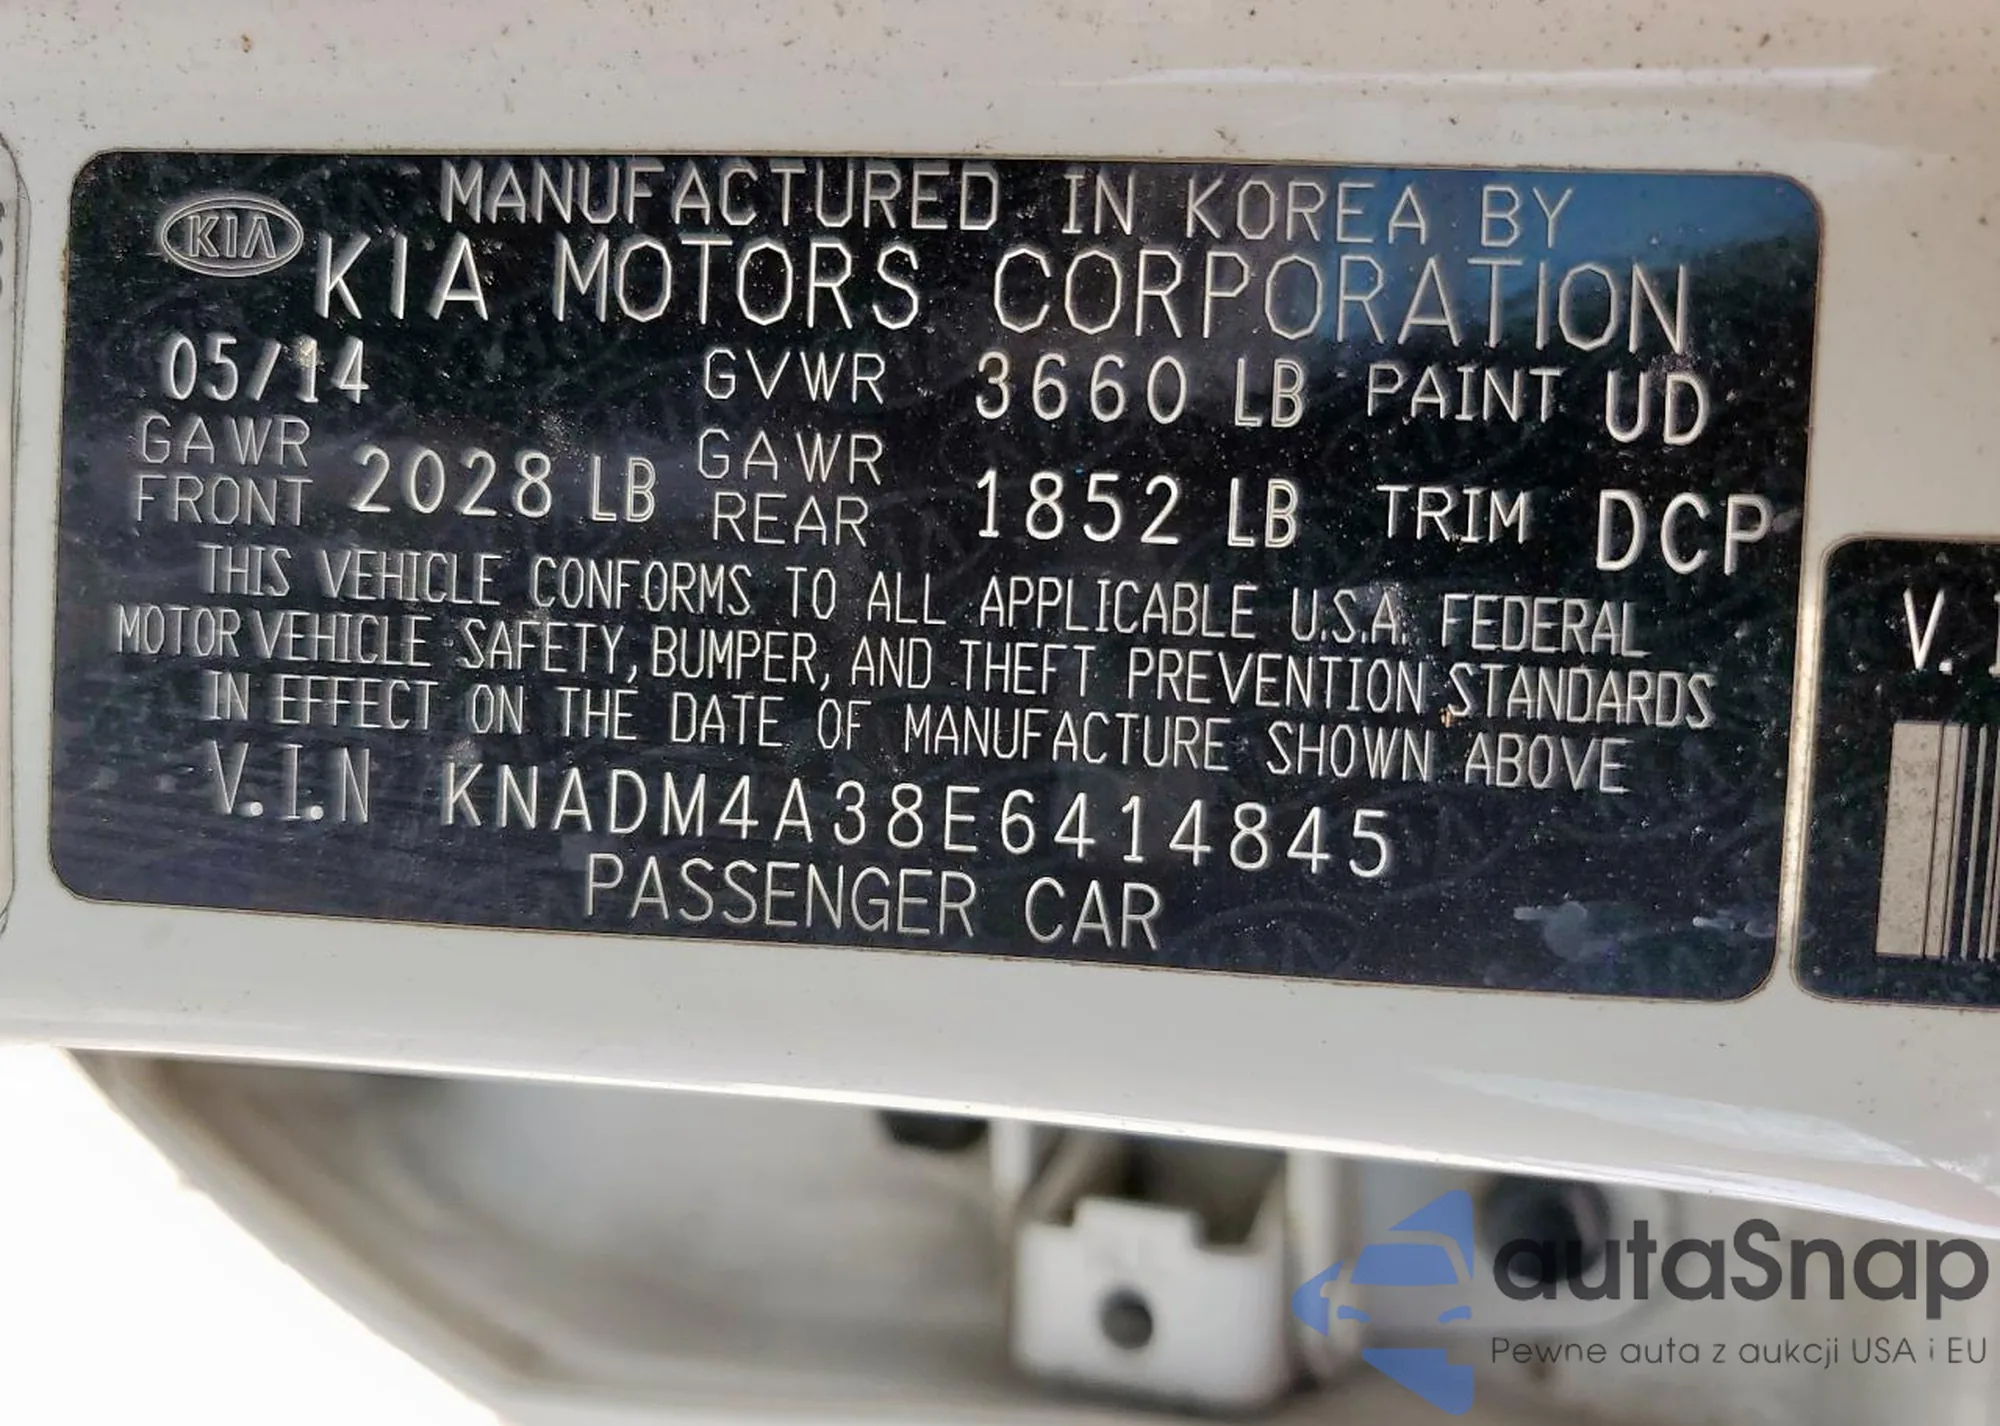 KIA
MANUFACTURED IN KOREA BY
KIA MOTORS CORPORATION
05/14 GVWR 3660 LB PAINT UD
GAWR FRONT 2028 LB GAWR REAR 1852 LB TRIM DCP
THIS VEHICLE CONFORMS TO ALL APPLICABLE U.S.A. FEDERAL
MOTOR VEHICLE SAFETY, BUMPER, AND THEFT PREVENTION STANDARDS
IN EFFECT ON THE DATE OF MANUFACTURE SHOWN ABOVE
V.I.N KNADM4A38E6414845
PASSENGER CAR
V.
autaSnap
Pewne auta z aukcji USA i EU